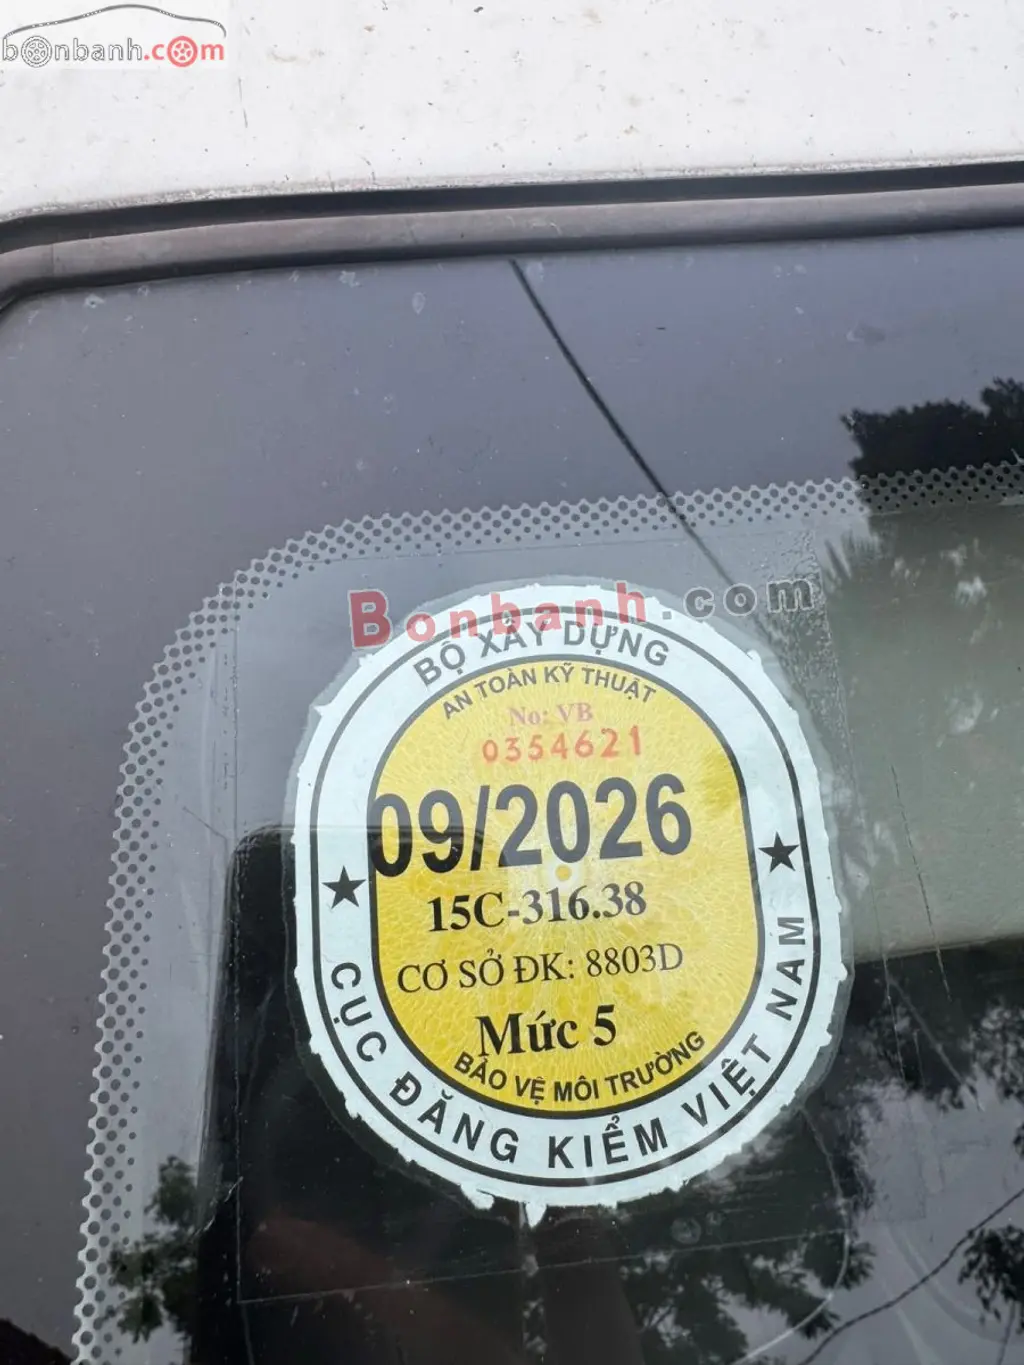 bonbanh.com
Bonbanh.com
BỘ XÂY DỰNG
AN TOÀN KỸ THUẬT
No: VB
0354621
09/2026
15C-316.38
CƠ SỞ ĐK: 8803D
Mức 5
BẢO VỆ MÔI TRƯỜNG
CỤC ĐĂNG KIỂM VIỆT NAM